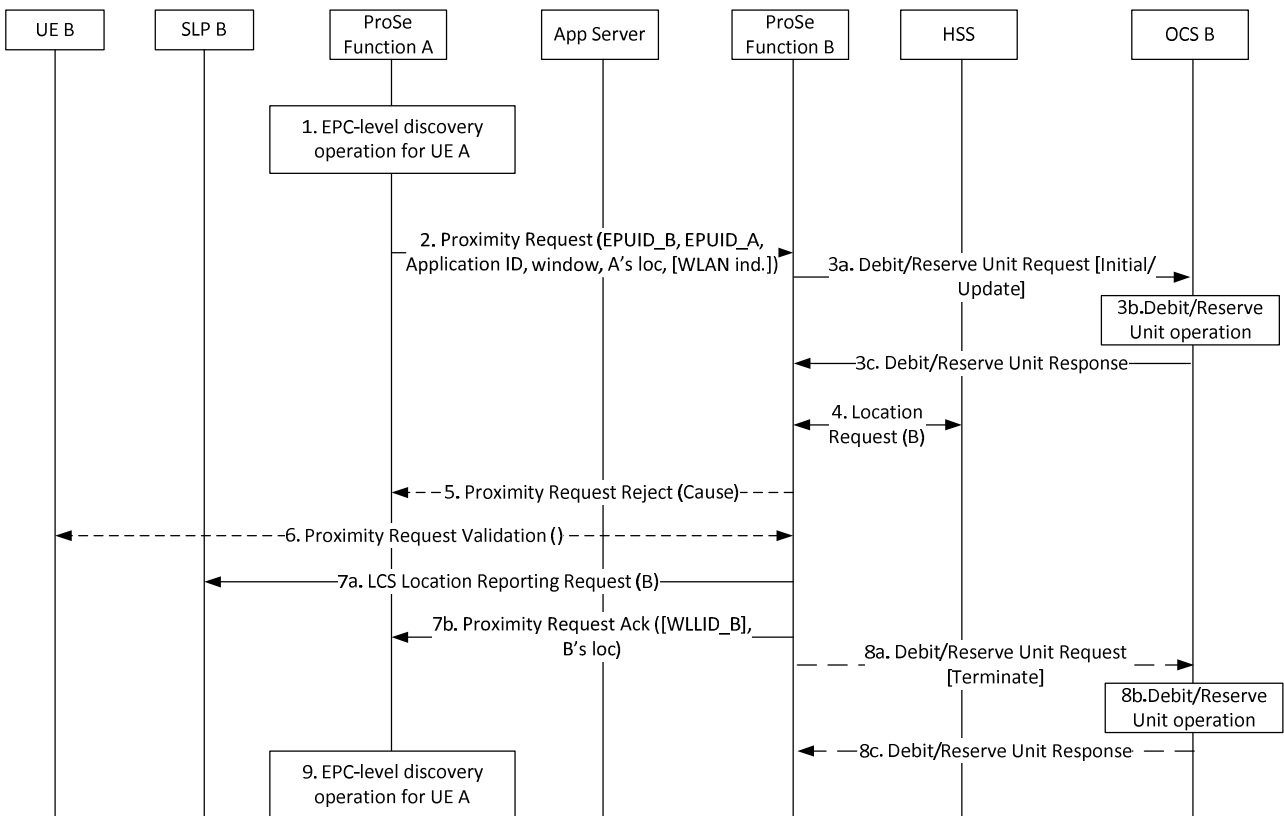 UE B
SLP B
ProSe
Function A
App Server
ProSe
Function B
HSS
OCS B
1. EPC-level discovery
operation for UE A
2. Proximity Request (EPUID_B, EPUID_A,
Application ID, window, A's loc, [WLAN ind.])
3a. Debit/Reserve Unit Request [Initial/
Update]
3b.Debit/Reserve
Unit operation
3c. Debit/Reserve Unit Response
4. Location
Request (B)
5. Proximity Request Reject (Cause)
6. Proximity Request Validation ()
7a. LCS Location Reporting Request (B)
7b. Proximity Request Ack ([WLLID_B],
B's loc)
8a. Debit/Reserve Unit Request
[Terminate]
8b.Debit/Reserve
Unit operation
8c. Debit/Reserve Unit Response
9. EPC-level discovery
operation for UE A